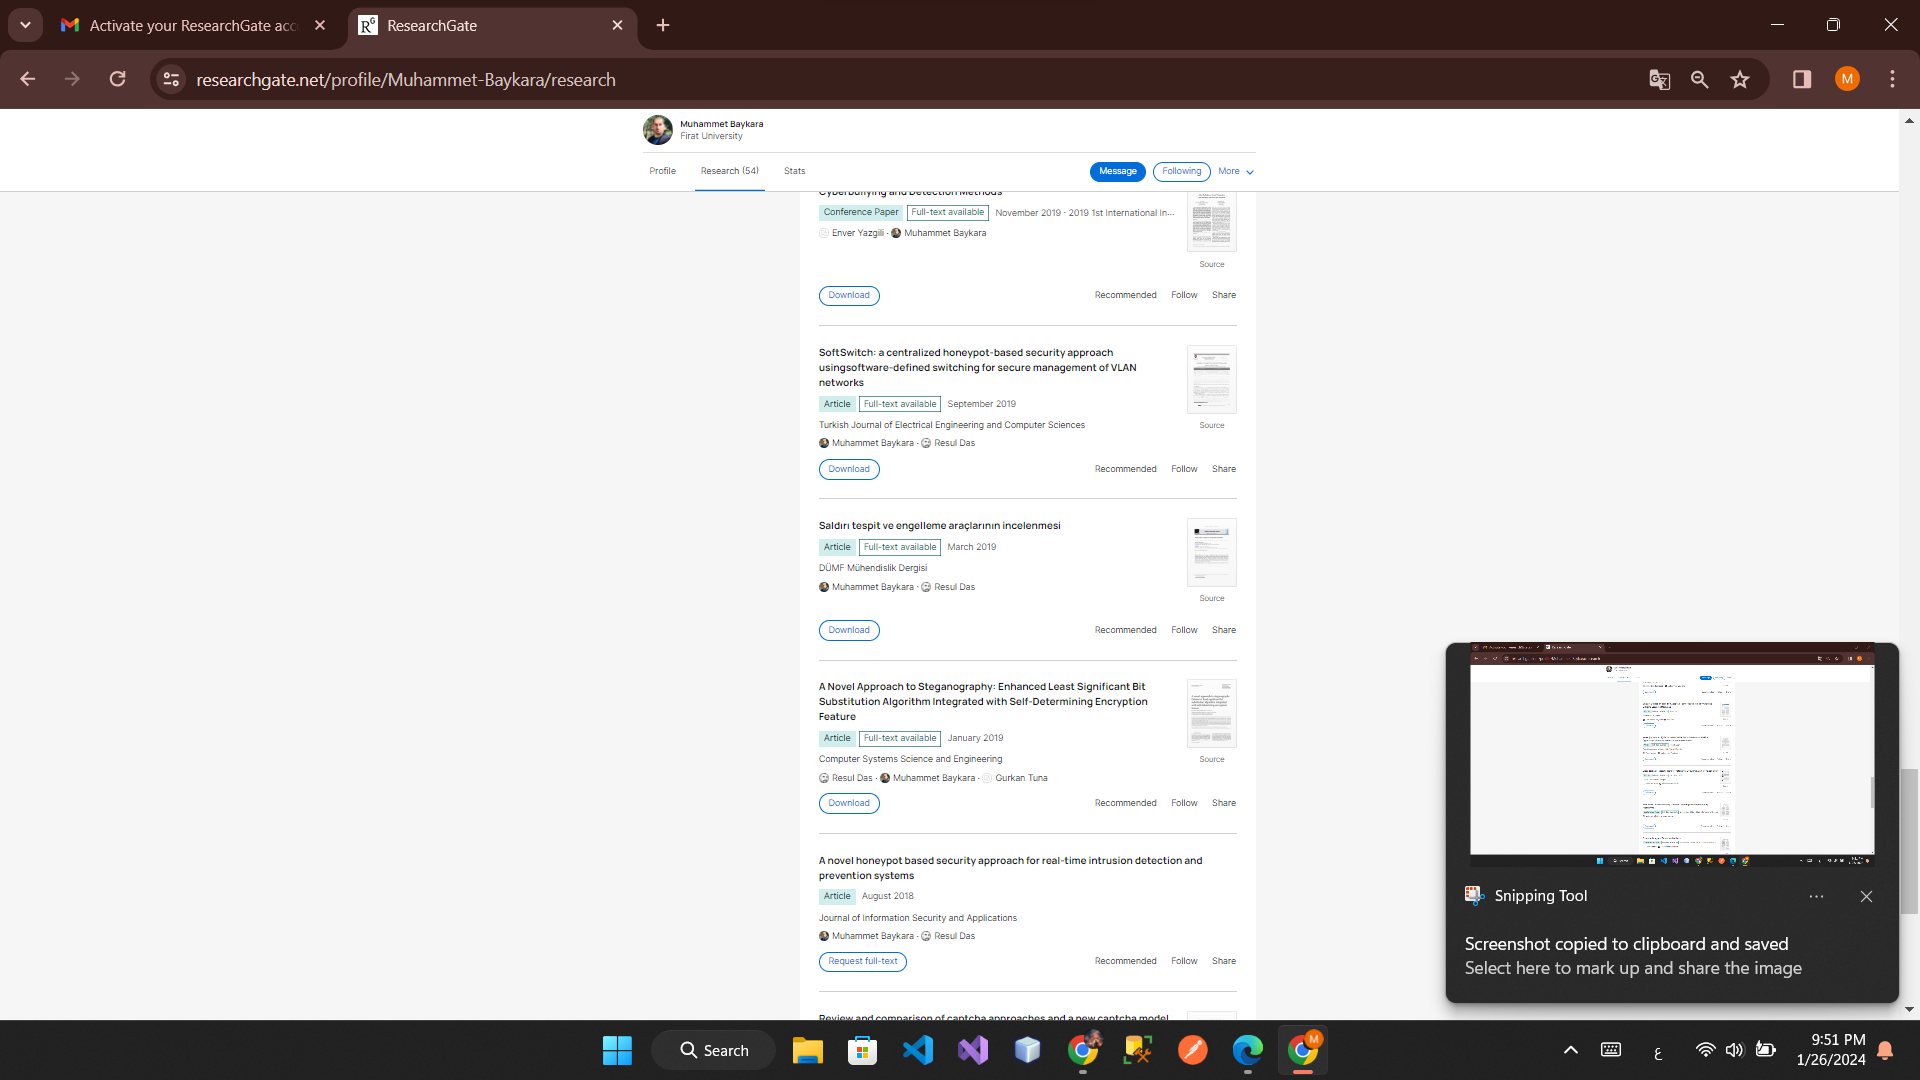 Activate your ResearchGate acc
ResearchGate
researchgate.net/profile/Muhammet-Baykara/research
M
Muhammet Baykara
Firat University
Profile
Research (54)
Stats
Message
Following
More
Cyberbullying and Detection Methods
Conference Paper
Full-text available
November 2019 · 2019 1st International In...
Enver Yazgili · Muhammet Baykara
Source
Download
Recommended
Follow
Share
SoftSwitch: a centralized honeypot-based security approach
usingsoftware-defined switching for secure management of VLAN
networks
Article
Full-text available
September 2019
Turkish Journal of Electrical Engineering and Computer Sciences
Muhammet Baykara · Resul Das
Source
Download
Recommended
Follow
Share
Saldırı tespit ve engelleme araçlarının incelenmesi
Article
Full-text available
March 2019
DÜMF Mühendislik Dergisi
Muhammet Baykara · Resul Das
Source
Download
Recommended
Follow
Share
A Novel Approach to Steganography: Enhanced Least Significant Bit
Substitution Algorithm Integrated with Self-Determining Encryption
Feature
Article
Full-text available
January 2019
Computer Systems Science and Engineering
Resul Das · Muhammet Baykara · Gurkan Tuna
Source
Download
Recommended
Follow
Share
A novel honeypot based security approach for real-time intrusion detection and
prevention systems
Article
August 2018
Journal of Information Security and Applications
Muhammet Baykara · Resul Das
Request full-text
Recommended
Follow
Share
Review and comparison of captcha approaches and a new captcha model
Snipping Tool
Screenshot copied to clipboard and saved
Select here to mark up and share the image
Search
M
ع
9:51 PM
1/26/2024